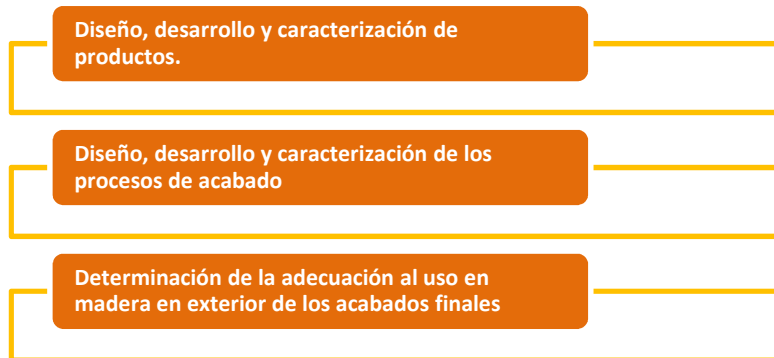 Diseño, desarrollo y caracterización de
productos.
Diseño, desarrollo y caracterización de los
procesos de acabado
Determinación de la adecuación al uso en
madera en exterior de los acabados finales